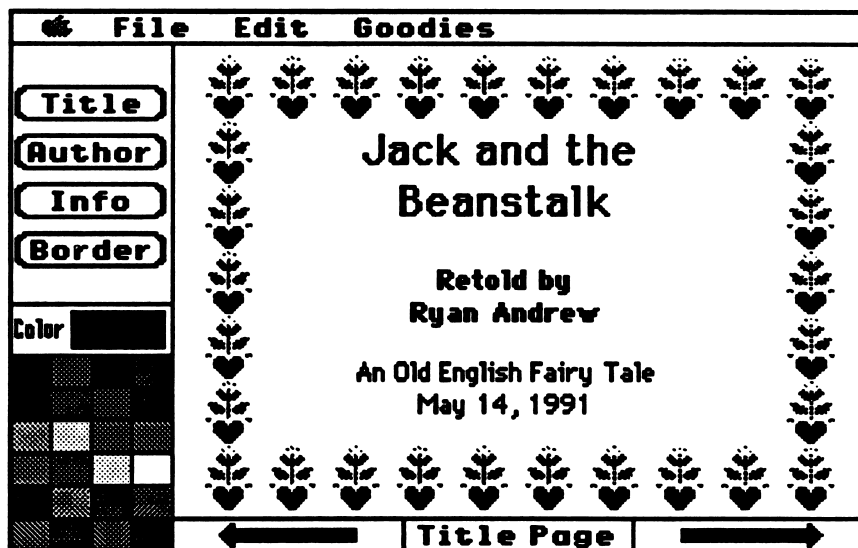 File Edit Goodies
Title
Author
Info
Border
Color
Jack and the
Beanstalk
Retold by
Ryan Andrew
An Old English Fairy Tale
May 14, 1991
Title Page